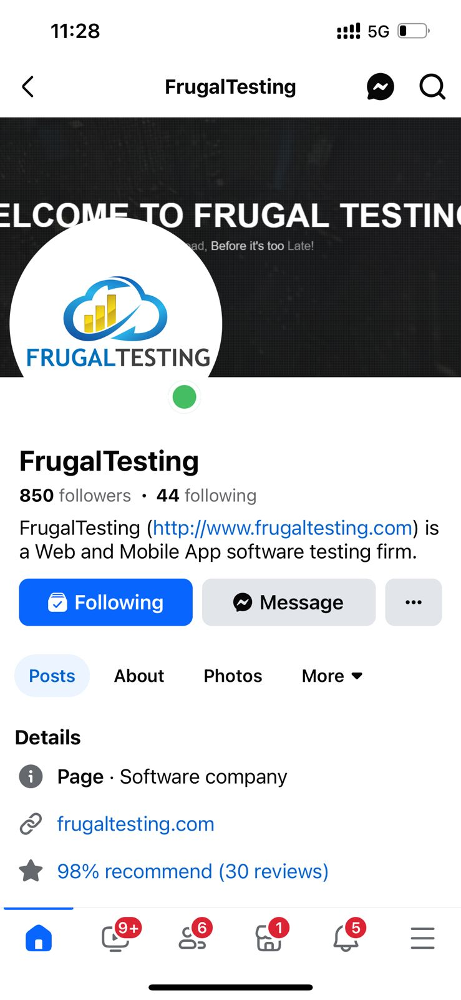 11:28
5G
FrugalTesting
ELCOME TO FRUGAL TESTING
Before it's too Late!
FRUGALTESTING
FrugalTesting
850 followers • 44 following
FrugalTesting (http://www.frugaltesting.com) is
a Web and Mobile App software testing firm.
Following
Message
Posts
About
Photos
More
Details
Page · Software company
frugaltesting.com
98% recommend (30 reviews)
9+
6
1
5